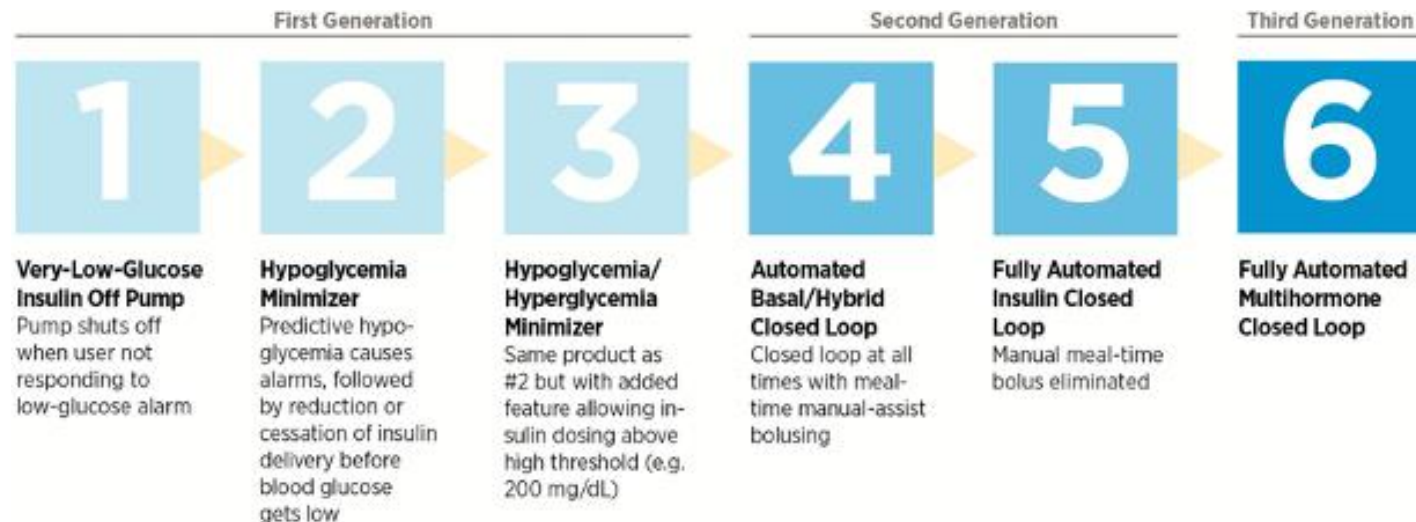 First Generation
Second Generation
Third Generation
1
2
3
4
5
6
Very-Low-Glucose
Insulin Off Pump
Pump shuts off
when user not
responding to
low-glucose alarm
Hypoglycemia
Minimizer
Predictive hypo-
glycemia causes
alarms, followed
by reduction or
cessation of insulin
delivery before
blood glucose
gets low
Hypoglycemia/
Hyperglycemia
Minimizer
Same product as
#2 but with added
feature allowing in-
sulin dosing above
high threshold (e.g.
200 mg/dL)
Automated
Basal/Hybrid
Closed Loop
Closed loop at all
times with meal-
time manual-assist
bolusing
Fully Automated
Insulin Closed
Loop
Manual meal-time
bolus eliminated
Fully Automated
Multihormone
Closed Loop